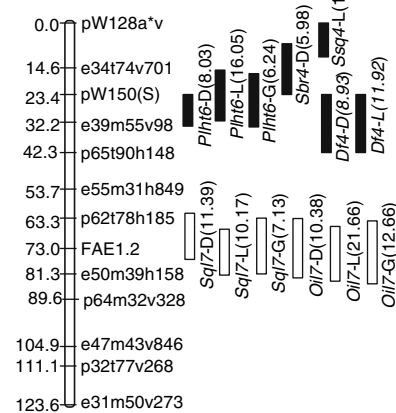 0.0 pW128a*v
14.6 e34t74v701
23.4 pW150(S)
32.2 e39m55v98
42.3 p65t90h148
53.7 e55m31h849
63.3 p62t78h185
73.0 FAE1.2
81.3 e50m39h158
89.6 p64m32v328
104.9 e47m43v846
111.1 p32t77v268
123.6 e31m50v273
Plht6-D(8.03)
Plht6-L(16.05)
Plht6-G(6.24)
Sbr4-D(5.98)
Ssq4-L(1
Df4-D(8.93)
Df4-L(11.92)
Sql7-D(11.39)
Sql7-L(10.17)
Sql7-G(7.13)
Oil7-D(10.38)
Oil7-L(21.66)
Oil7-G(12.66)